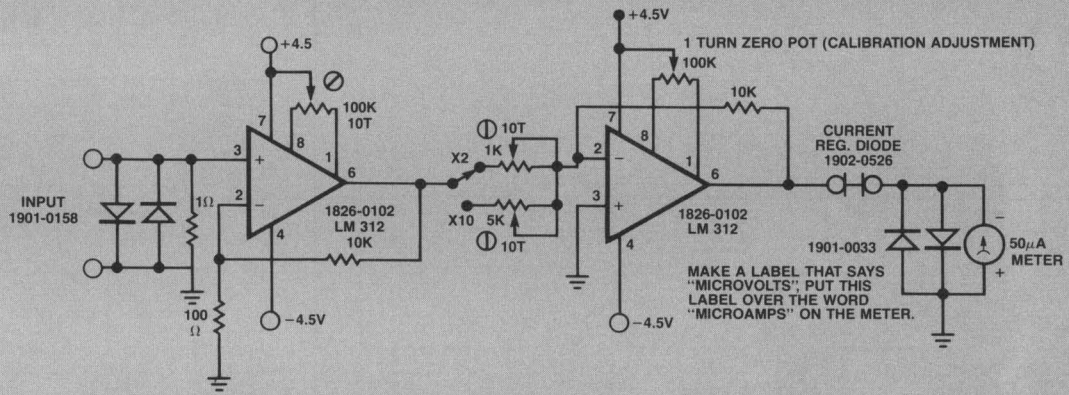 +4.5
7
100K
10T
8
1
3
+
6
2
−
4
1Ω
INPUT
1901-0158
1826-0102
LM 312
10K
100
Ω
−4.5V
X2
10T
1K
X10
5K
10T
+4.5V
1 TURN ZERO POT (CALIBRATION ADJUSTMENT)
100K
10K
7
8
1
2
−
6
3
+
4
1826-0102
LM 312
−4.5V
CURRENT
REG. DIODE
1902-0526
1901-0033
−
50μA
METER
+
MAKE A LABEL THAT SAYS
"MICROVOLTS", PUT THIS
LABEL OVER THE WORD
"MICROAMPS" ON THE METER.